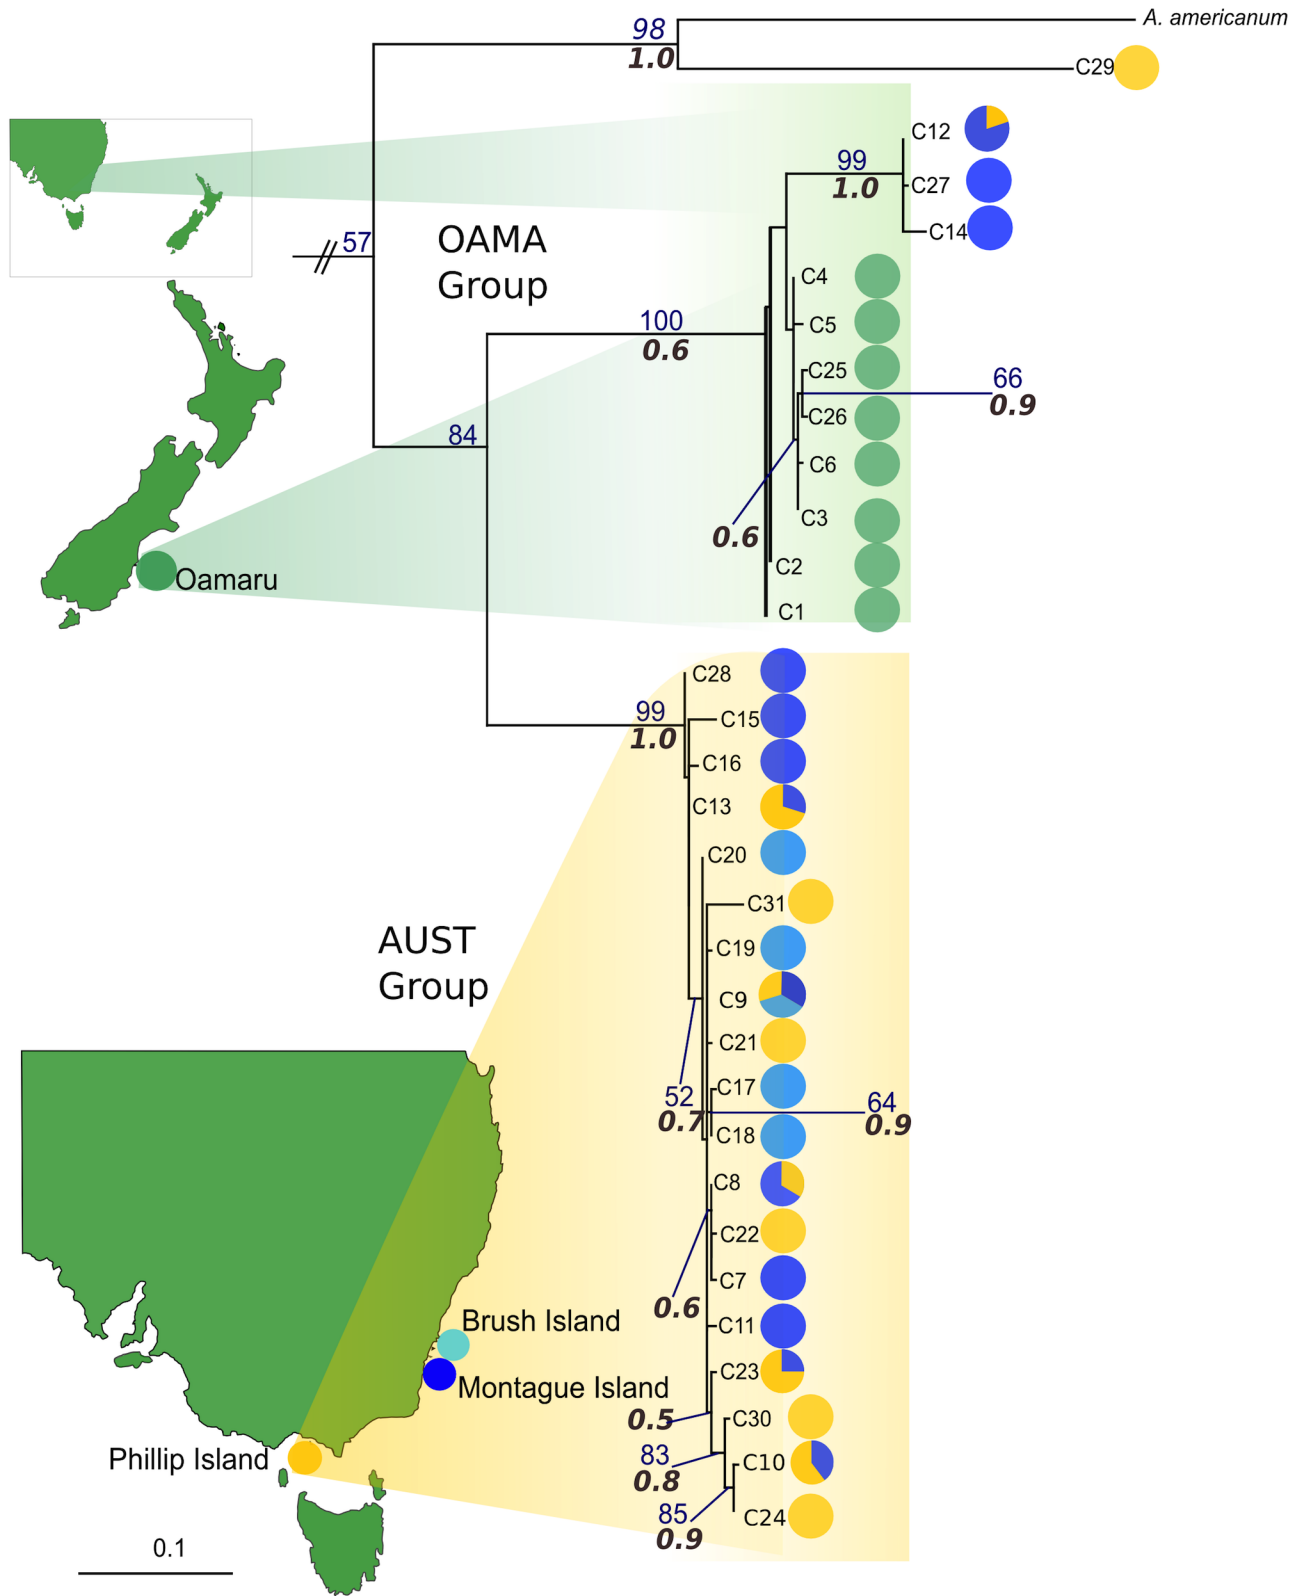 98
A. americanum
1.0
C29
C12
99
C27
1.0
C14
57
OAMA
Group
C4
100
C5
0.6
C25
66
C26
0.9
84
C6
C3
0.6
C2
Oamaru
C1
C28
99
C15
1.0
C16
C13
C20
C31
AUST
Group
C19
C9
C21
C17
52
64
0.7
C18
0.9
C8
C22
C7
0.6
Brush Island
C11
C23
Montague Island
C30
0.5
83
C10
Phillip Island
0.8
85
C24
0.9
0.1